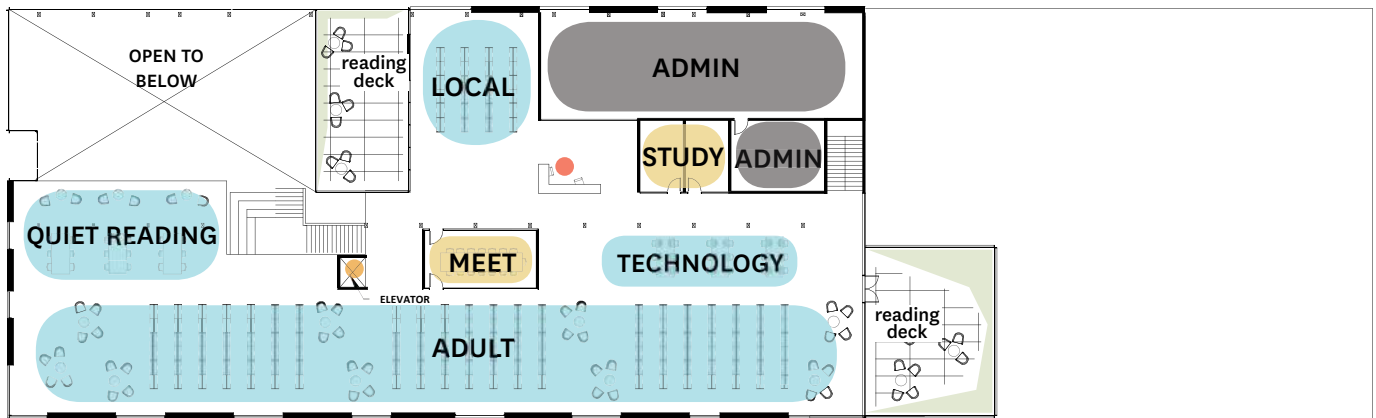 OPEN TO
BELOW
reading
deck
LOCAL
ADMIN
STUDY
ADMIN
QUIET READING
MEET
TECHNOLOGY
ELEVATOR
ADULT
reading
deck